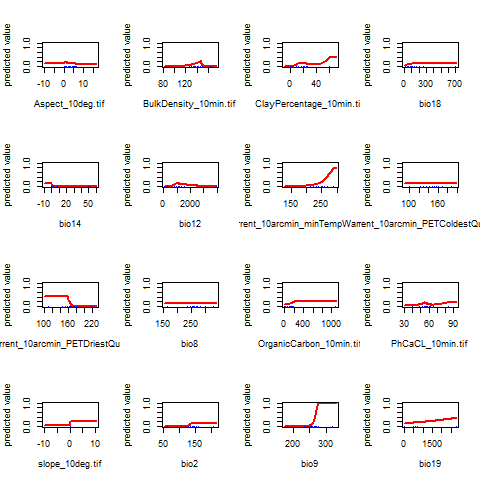 predicted value
0.0 1.0
-10 0 10
Aspect_10deg.tif
predicted value
0.0 1.0
80 120
BulkDensity_10min.tif
predicted value
0.0 1.0
0 40
ClayPercentage_10min.ti
predicted value
0.0 1.0
0 300 700
bio18
predicted value
0.0 1.0
-10 20 50
bio14
predicted value
0.0 1.0
0 2000
bio12
predicted value
0.0 1.0
150 250
rrent_10arcmin_minTempWar
predicted value
0.0 1.0
100 160
rrent_10arcmin_PETColdestQu
predicted value
0.0 1.0
100 160 220
rrent_10arcmin_PETDriestQu
predicted value
0.0 1.0
150 250
bio8
predicted value
0.0 1.0
0 400 1000
OrganicCarbon_10min.tif
predicted value
0.0 1.0
30 60 90
PhCaCL_10min.tif
predicted value
0.0 1.0
-10 0 10
slope_10deg.tif
predicted value
0.0 1.0
50 150
bio2
predicted value
0.0 1.0
200 300
bio9
predicted value
0.0 1.0
0 1500
bio19